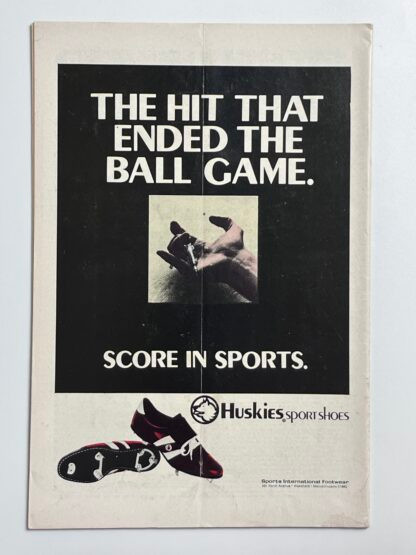 THE HIT THAT
ENDED THE
BALL GAME.
SCORE IN SPORTS.
Huskies SPORT SHOES
Sports International Footwear